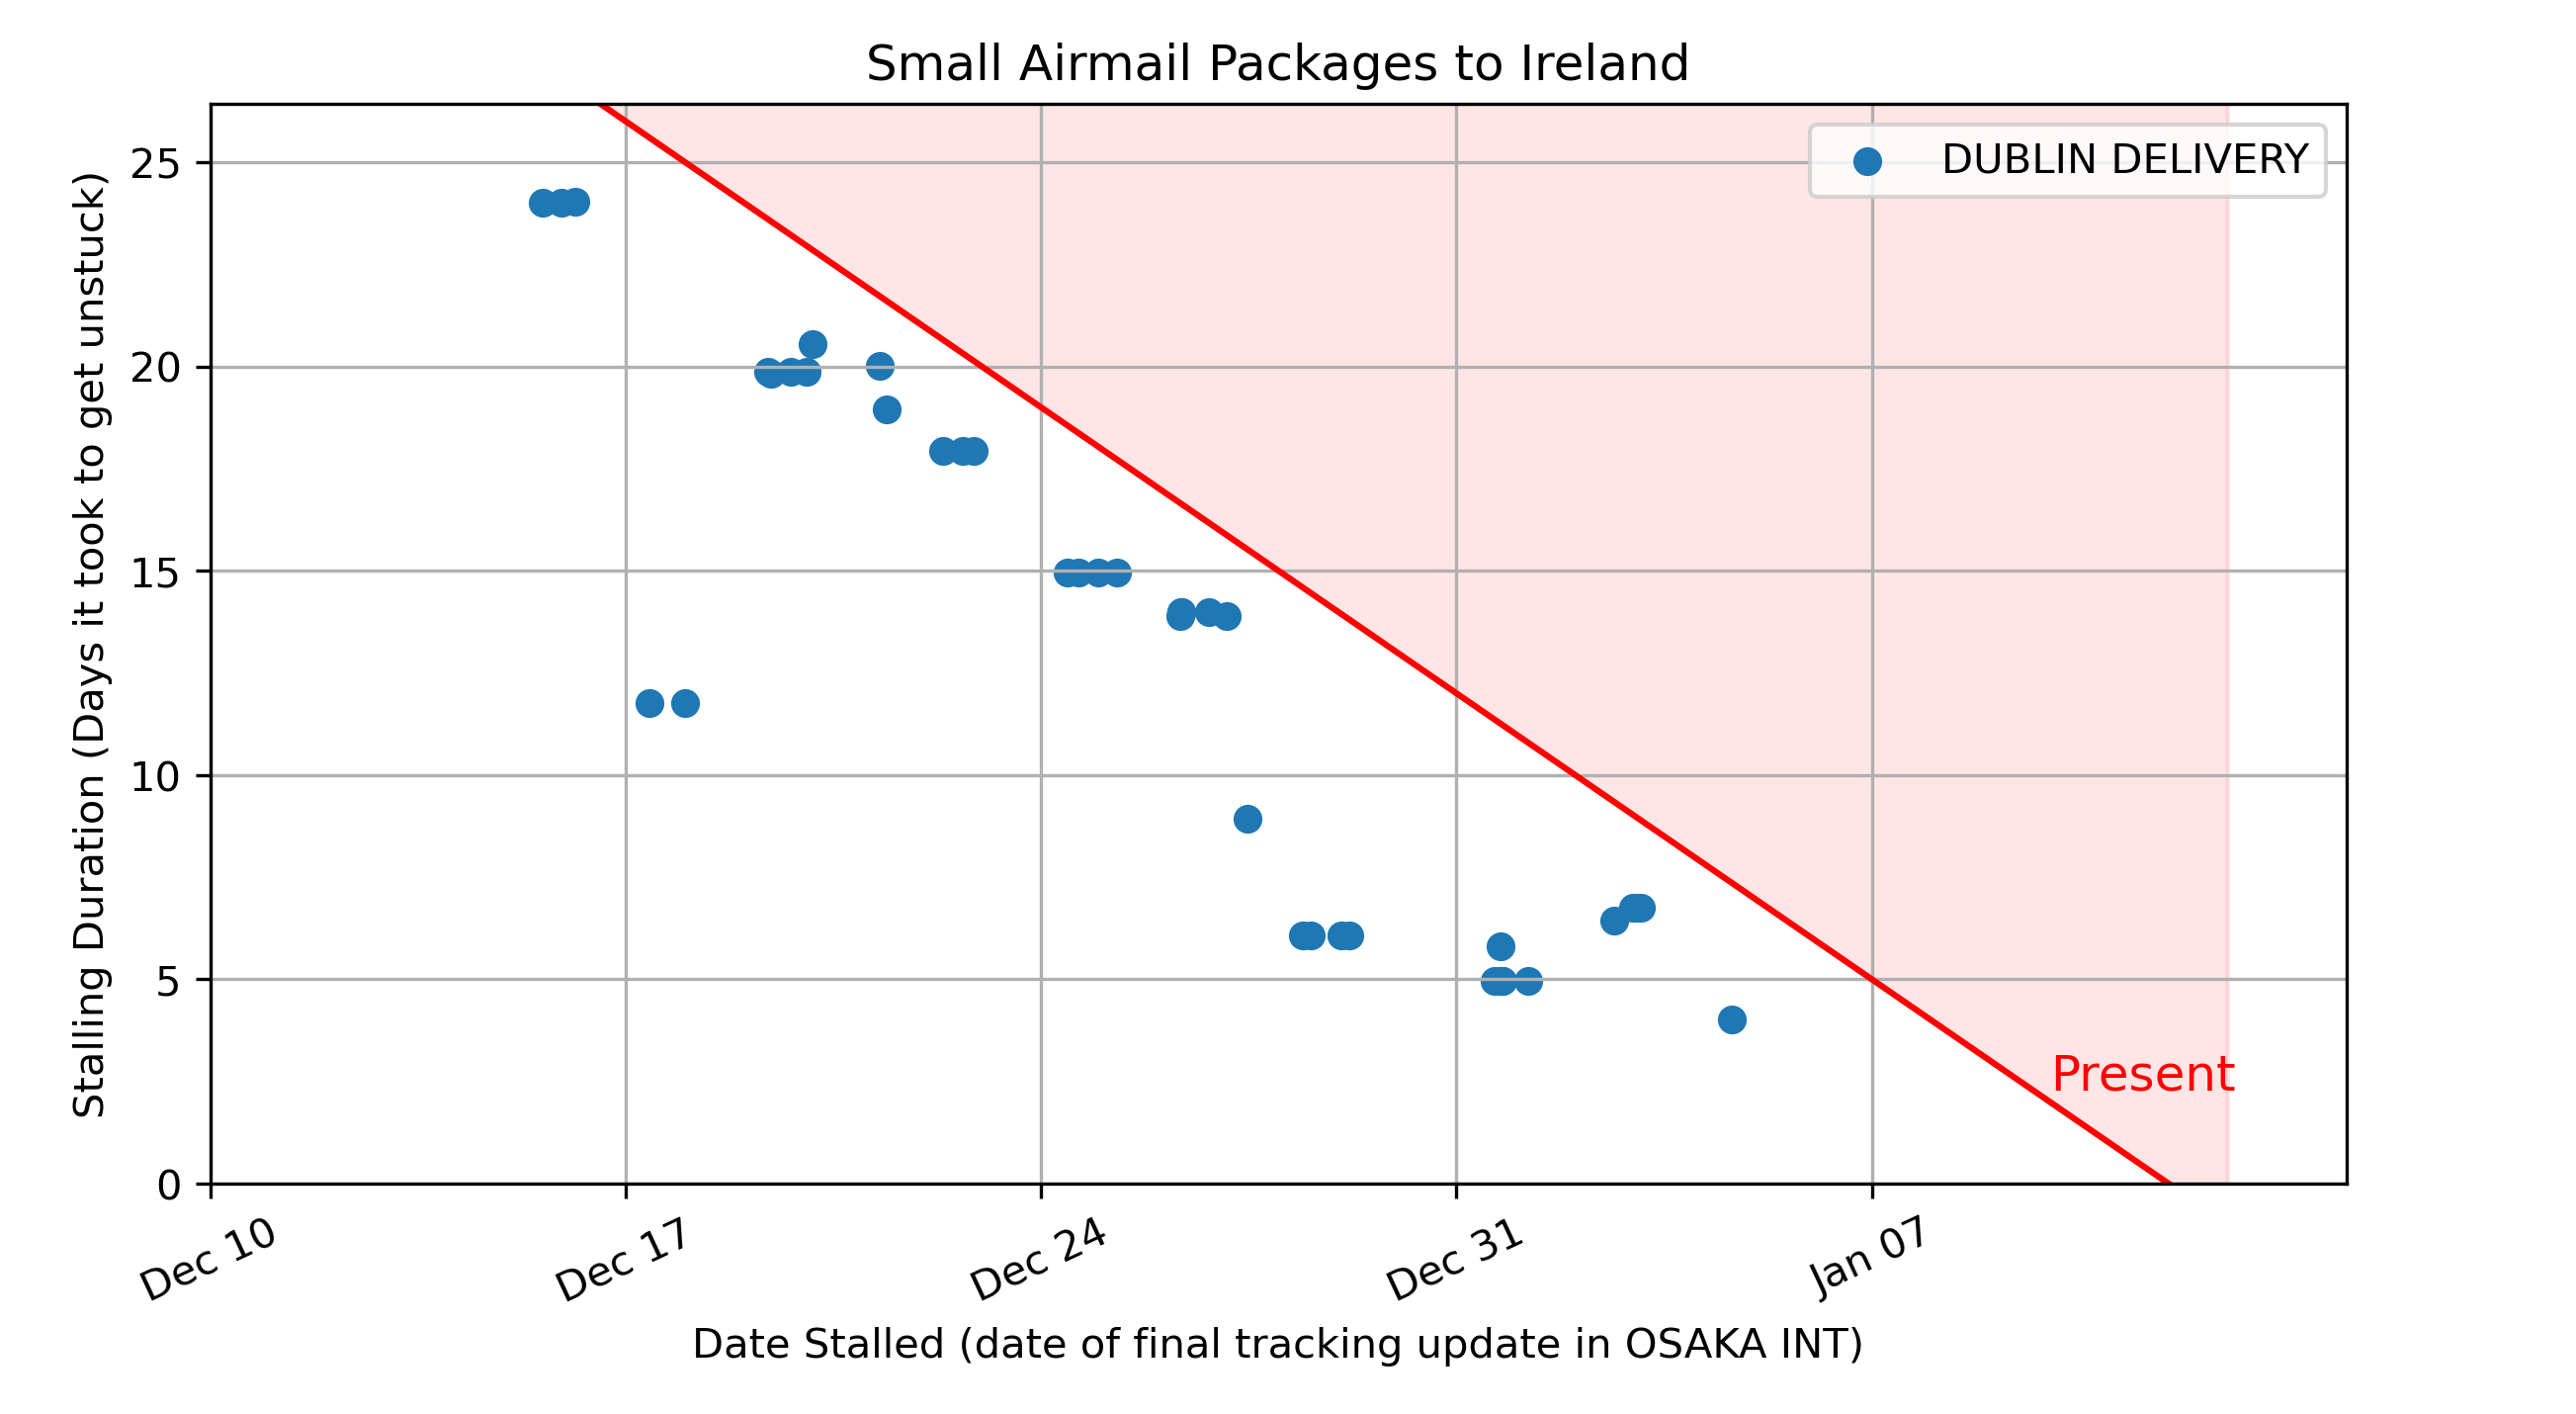 Small Airmail Packages to Ireland
DUBLIN DELIVERY
Stalling Duration (Days it took to get unstuck)
25
20
15
10
5
0
Present
Dec 10
Dec 17
Dec 24
Dec 31
Jan 07
Date Stalled (date of final tracking update in OSAKA INT)